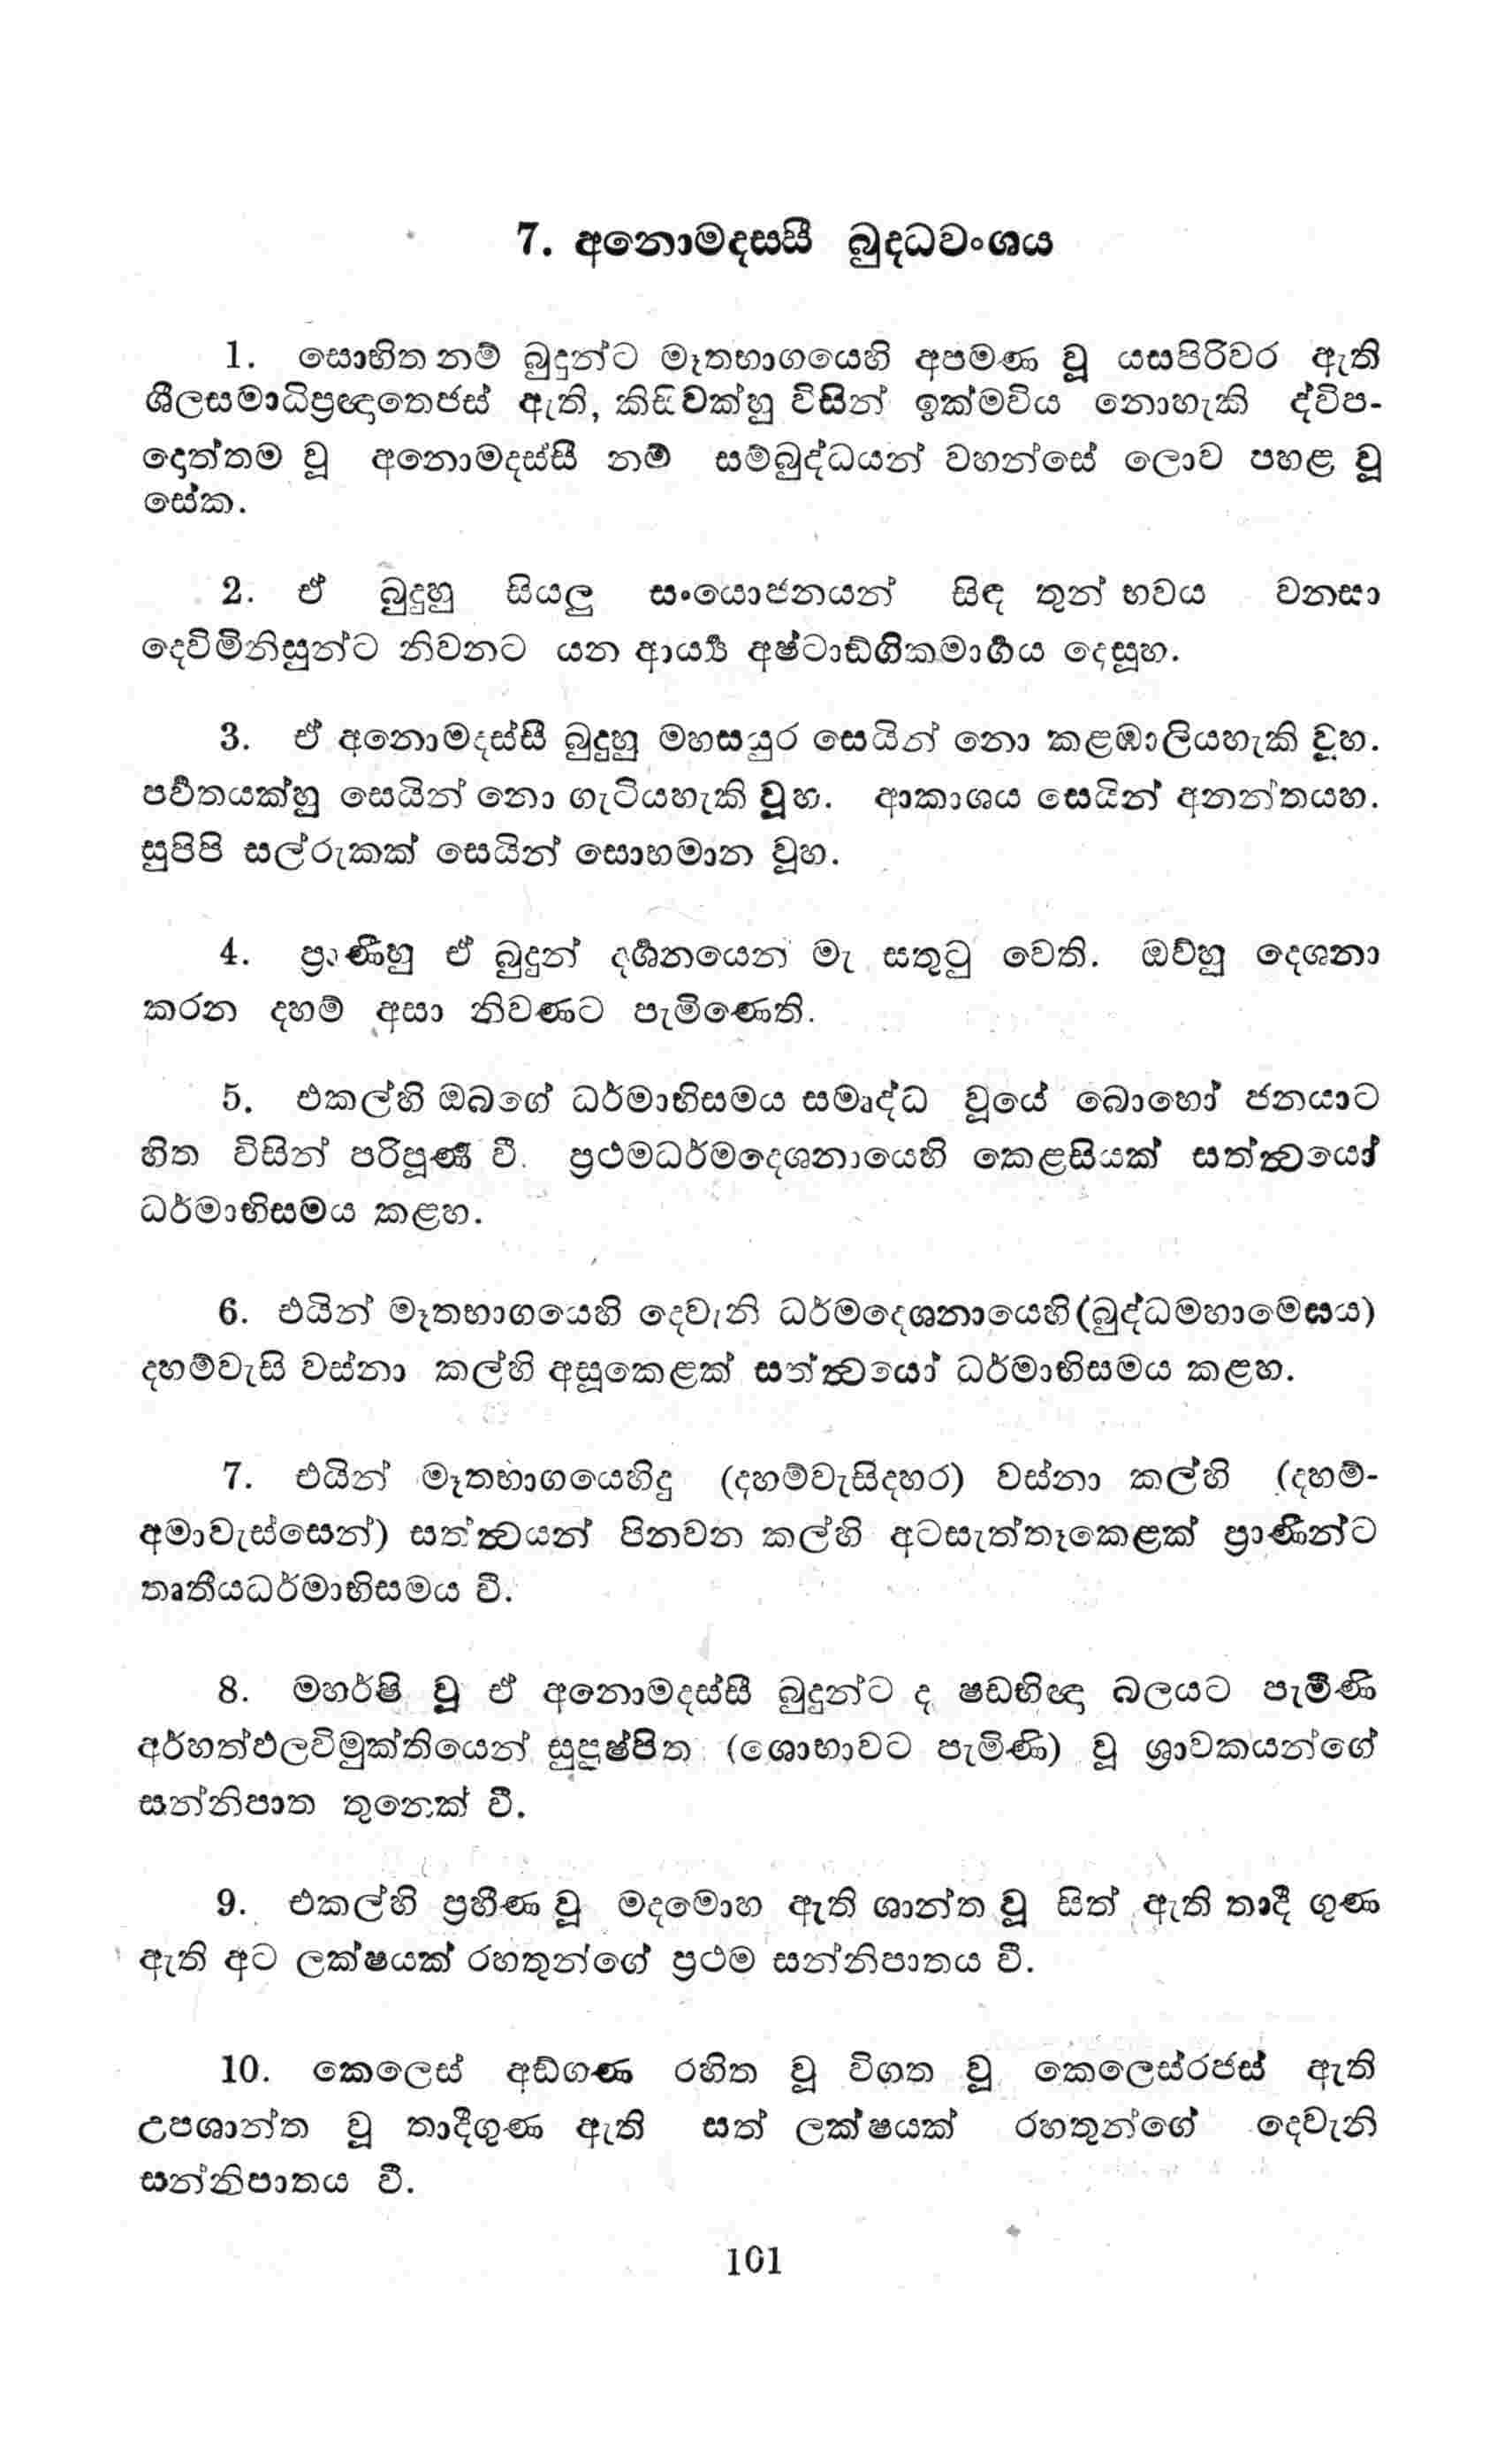 7. අනොමදසසී බුදධවංශය
1. සොභිත නම් බුදුන්ට මෑතභාගයෙහි අපමණ වූ යසපිරිවර ඇති
ශීලසමාධිප්‍රඥාතෙජස් ඇති, කිසිවක්හු විසින් ඉක්මවිය නොහැකි ද්විප-
දොත්තම වූ අනොමදස්සී නම් සම්බුද්ධයන් වහන්සේ ලොව පහළ වූ
සේක.
2. ඒ බුදුහු සියලු සංයොජනයන් සිඳ තුන් භවය වනසා
දෙවිමිනිසුන්ට නිවනට යන ආර්‍ය්‍ය අෂ්ටාඞ්ගිකමාර්‍ගය දෙසූහ.
3. ඒ අනොමදස්සී බුදුහු මහසයුර සෙයින් නො කළඹාලියහැකි වූහ.
පර්‍වතයක්හු සෙයින් නො ගැටියහැකි වූහ. ආකාශය සෙයින් අනන්තයහ.
සුපිපි සල්රුකක් සෙයින් සොභමාන වූහ.
4. ප්‍රාණීහු ඒ බුදුන් දර්‍ශනයෙන් මැ සතුටු වෙති. ඔව්හු දෙශනා
කරන දහම් අසා නිවණට පැමිණෙති.
5. එකල්හි ඔබගේ ධර්මාභිසමය සමෘද්ධ වූයේ බොහෝ ජනයාට
හිත විසින් පරිපූර්‍ණ වී. ප්‍රථමධර්මදෙශනායෙහි කෙළසියක් සත්ත්‍වයෝ
ධර්මාභිසමය කළහ.
6. එයින් මෑතභාගයෙහි දෙවැනි ධර්මදෙශනායෙහි(බුද්ධමහාමෙඝය)
දහම්වැසි වස්නා කල්හි අසූකෙළක් සත්ත්‍වයෝ ධර්මාභිසමය කළහ.
7. එයින් මෑතභාගයෙහිදු (දහම්වැසිදහර) වස්නා කල්හි (දහම්-
අමාවැස්සෙන්) සත්ත්‍වයන් පිනවන කල්හි අටසැත්තෑකෙළක් ප්‍රාණීන්ට
තෘතීයධර්මාභිසමය වී.
8. මහර්ෂි වූ ඒ අනොමදස්සී බුදුන්ට ද ෂඩභිඥා බලයට පැමිණි
අර්හත්ඵලවිමුක්තියෙන් සුපුෂ්පිත (ශොභාවට පැමිණි) වූ ශ්‍රාවකයන්ගේ
සන්නිපාත තුනෙක් වී.
9. එකල්හි ප්‍රහීණ වූ මදමොහ ඇති ශාන්ත වූ සිත් ඇති තාදී ගුණ
ඇති අට ලක්ෂයක් රහතුන්ගේ ප්‍රථම සන්නිපාතය වී.
10. කෙලෙස් අඞ්ගණ රහිත වූ විගත වූ කෙලෙස්රජස් ඇති
උපශාන්ත වූ තාදීගුණ ඇති සත් ලක්ෂයක් රහතුන්ගේ දෙවැනි
සන්නිපාතය වී.
101